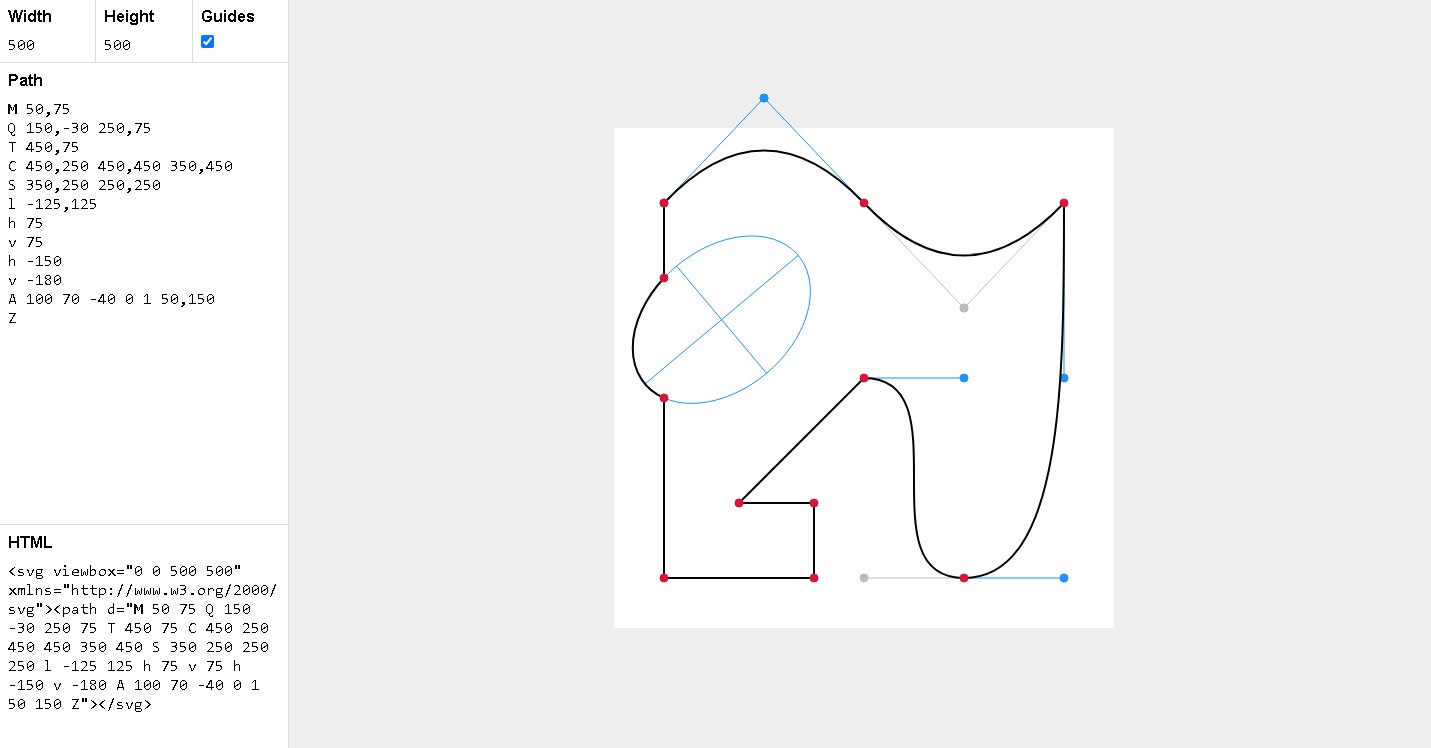 Width Height Guides
500 500
Path
M 50,75
Q 150,-30 250,75
T 450,75
C 450,250 450,450 350,450
S 350,250 250,250
l -125,125
h 75
v 75
h -150
v -180
A 100 70 -40 0 1 50,150
Z
HTML
<svg viewbox="0 0 500 500"
xmlns="http://www.w3.org/2000/
svg"><path d="M 50 75 Q 150
-30 250 75 T 450 75 C 450 250
450 450 350 450 S 350 250 250
250 l -125 125 h 75 v 75 h
-150 v -180 A 100 70 -40 0 1
50 150 Z"></svg>